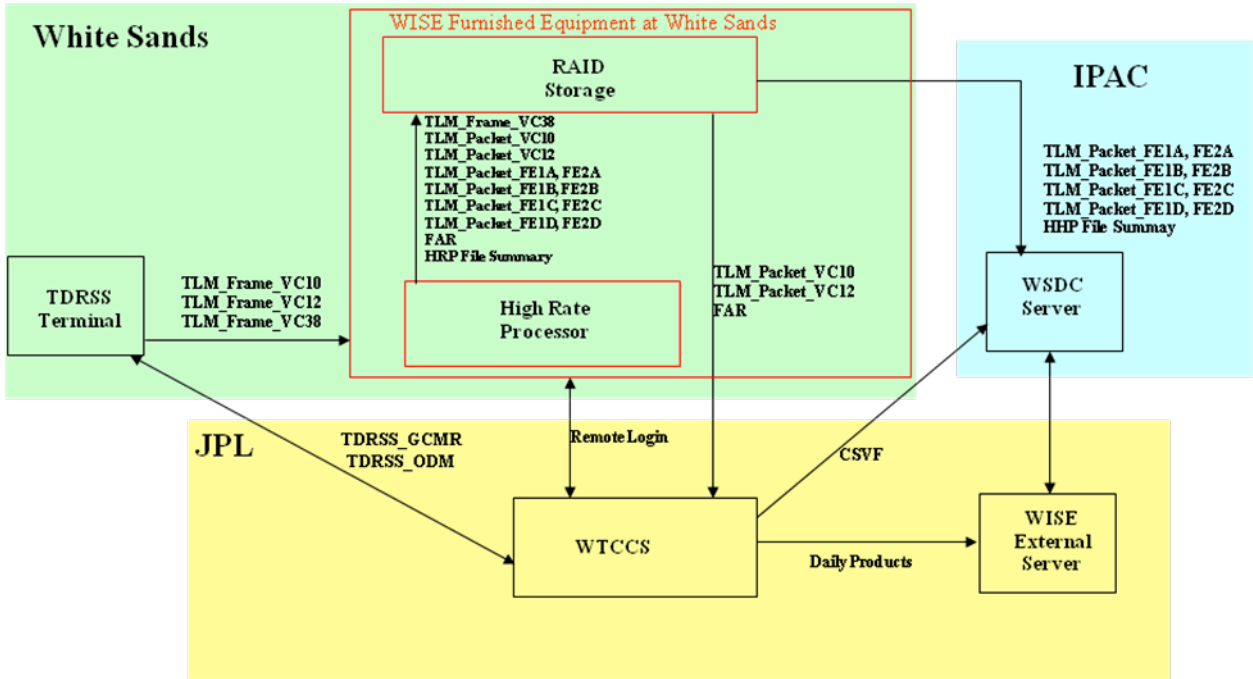 White Sands
WISE Furnished Equipment at White Sands
RAID
Storage
TLM_Frame_VC38
TLM_Packet_VC10
TLM_Packet_VC12
TLM_Packet_FE1A, FE2A
TLM_Packet_FE1B, FE2B
TLM_Packet_FE1C, FE2C
TLM_Packet_FE1D, FE2D
FAR
HRP File Summary
High Rate
Processor
TDRSS
Terminal
TLM_Frame_VC10
TLM_Frame_VC12
TLM_Frame_VC38
TLM_Packet_VC10
TLM_Packet_VC12
FAR
IPAC
TLM_Packet_FE1A, FE2A
TLM_Packet_FE1B, FE2B
TLM_Packet_FE1C, FE2C
TLM_Packet_FE1D, FE2D
HHP File Summay
WSDC
Server
JPL
TDRSS_GCMR
TDRSS_ODM
Remote Login
CSVF
WTCCS
Daily Products
WISE
External
Server